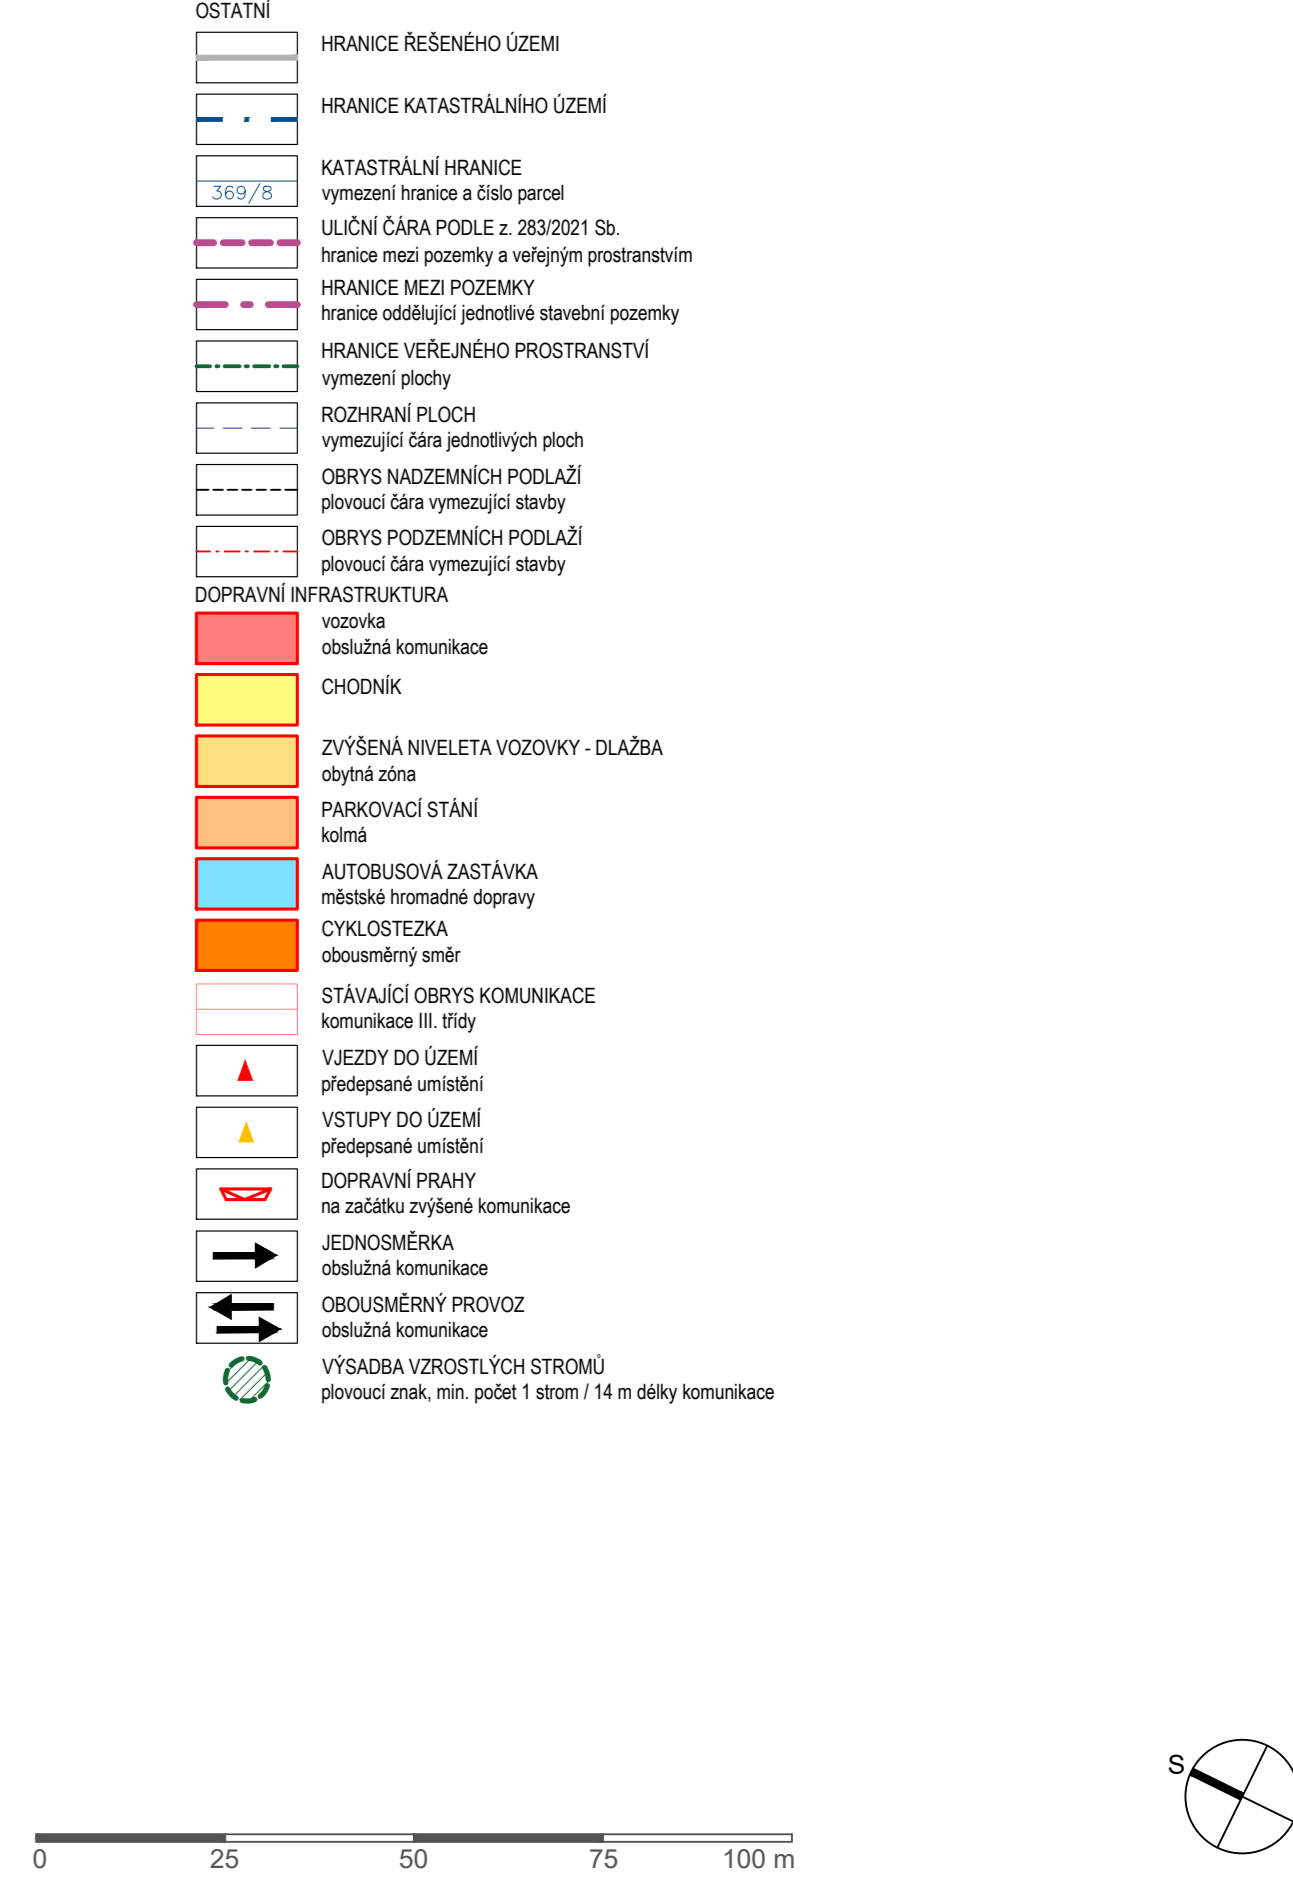 OSTATNÍ
HRANICE ŘEŠENÉHO ÚZEMI
HRANICE KATASTRÁLNÍHO ÚZEMÍ
KATASTRÁLNÍ HRANICE
369/8
vymezení hranice a číslo parcel
ULIČNÍ ČÁRA PODLE z. 283/2021 Sb.
hranice mezi pozemky a veřejným prostranstvím
HRANICE MEZI POZEMKY
hranice oddělující jednotlivé stavební pozemky
HRANICE VEŘEJNÉHO PROSTRANSTVÍ
vymezení plochy
ROZHRANÍ PLOCH
vymezující čára jednotlivých ploch
OBRYS NADZEMNÍCH PODLAŽÍ
plovoucí čára vymezující stavby
OBRYS PODZEMNÍCH PODLAŽÍ
plovoucí čára vymezující stavby
DOPRAVNÍ INFRASTRUKTURA
vozovka
obslužná komunikace
CHODNÍK
ZVÝŠENÁ NIVELETA VOZOVKY - DLAŽBA
obytná zóna
PARKOVACÍ STÁNÍ
kolmá
AUTOBUSOVÁ ZASTÁVKA
městské hromadné dopravy
CYKLOSTEZKA
obousměrný směr
STÁVAJÍCÍ OBRYS KOMUNIKACE
komunikace III. třídy
VJEZDY DO ÚZEMÍ
předepsané umístění
VSTUPY DO ÚZEMÍ
předepsané umístění
DOPRAVNÍ PRAHY
na začátku zvýšené komunikace
JEDNOSMĚRKA
obslužná komunikace
OBOUSMĚRNÝ PROVOZ
obslužná komunikace
VÝSADBA VZROSTLÝCH STROMŮ
plovoucí znak, min. počet 1 strom / 14 m délky komunikace
S
0 25 50 75 100 m